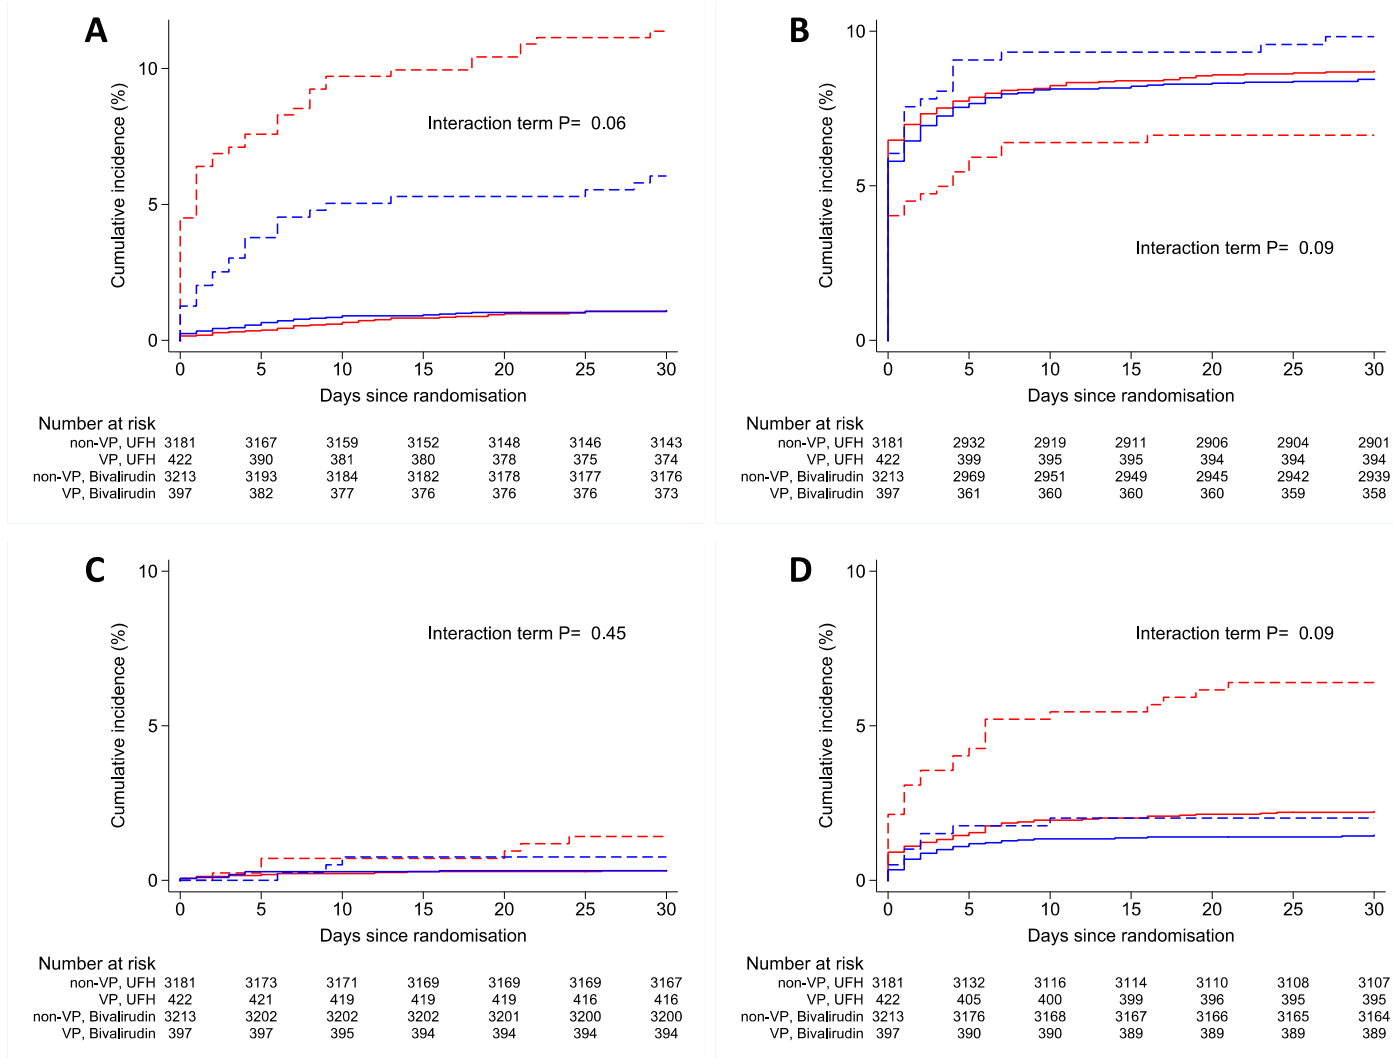 A
Cumulative incidence (%)
10
5
0
Interaction term P= 0.06
0 5 10 15 20 25 30
Days since randomisation
Number at risk
non-VP, UFH 3181 3167 3159 3152 3148 3146 3143
VP, UFH 422 390 381 380 378 375 374
non-VP, Bivalirudin 3213 3193 3184 3182 3178 3177 3176
VP, Bivalirudin 397 382 377 376 376 376 373
B
Cumulative incidence (%)
10
5
0
Interaction term P= 0.09
0 5 10 15 20 25 30
Days since randomisation
Number at risk
non-VP, UFH 3181 2932 2919 2911 2906 2904 2901
VP, UFH 422 399 395 395 394 394 394
non-VP, Bivalirudin 3213 2969 2951 2949 2945 2942 2939
VP, Bivalirudin 397 361 360 360 360 359 358
C
Cumulative incidence (%)
10
5
0
Interaction term P= 0.45
0 5 10 15 20 25 30
Days since randomisation
Number at risk
non-VP, UFH 3181 3173 3171 3169 3169 3169 3167
VP, UFH 422 421 419 419 419 416 416
non-VP, Bivalirudin 3213 3202 3202 3202 3201 3200 3200
VP, Bivalirudin 397 397 395 394 394 394 394
D
Cumulative incidence (%)
10
5
0
Interaction term P= 0.09
0 5 10 15 20 25 30
Days since randomisation
Number at risk
non-VP, UFH 3181 3132 3116 3114 3110 3108 3107
VP, UFH 422 405 400 399 396 395 395
non-VP, Bivalirudin 3213 3176 3168 3167 3166 3165 3164
VP, Bivalirudin 397 390 390 389 389 389 389